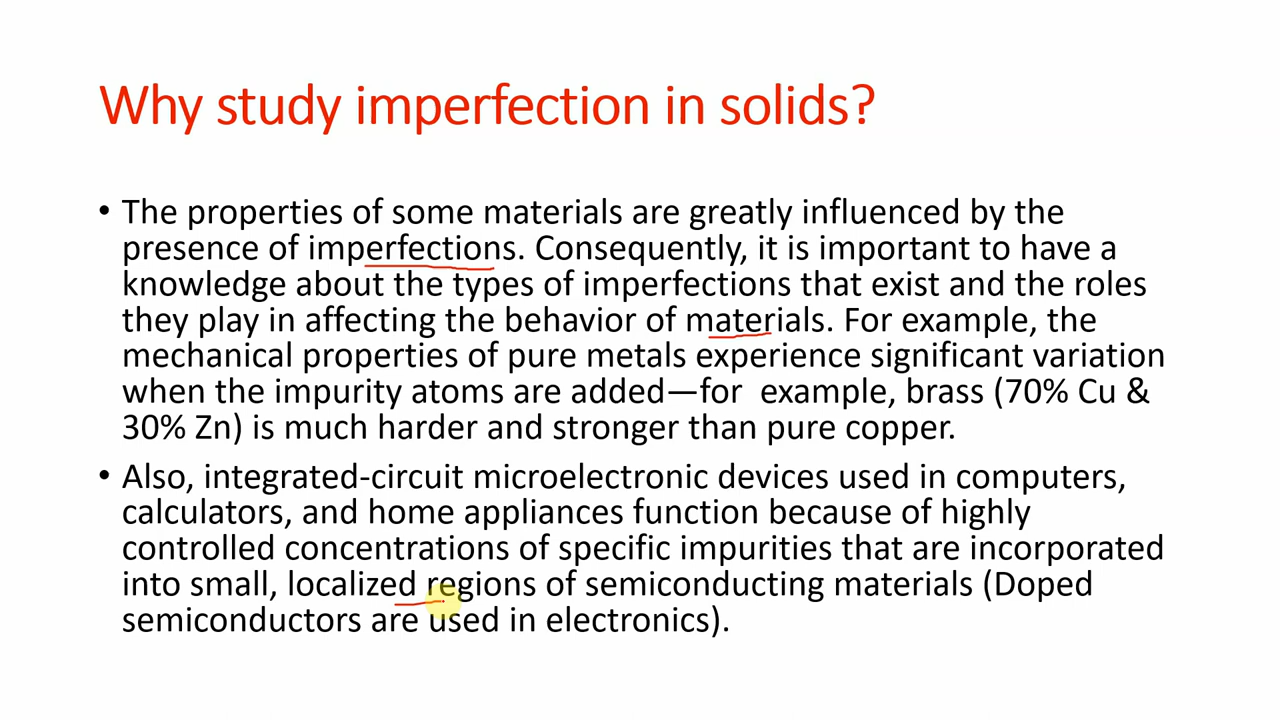 Why study imperfection in solids?
• The properties of some materials are greatly influenced by the
presence of imperfections. Consequently, it is important to have a
knowledge about the types of imperfections that exist and the roles
they play in affecting the behavior of materials. For example, the
mechanical properties of pure metals experience significant variation
when the impurity atoms are added—for  example, brass (70% Cu &
30% Zn) is much harder and stronger than pure copper.
• Also, integrated-circuit microelectronic devices used in computers,
calculators, and home appliances function because of highly
controlled concentrations of specific impurities that are incorporated
into small, localized regions of semiconducting materials (Doped
semiconductors are used in electronics).